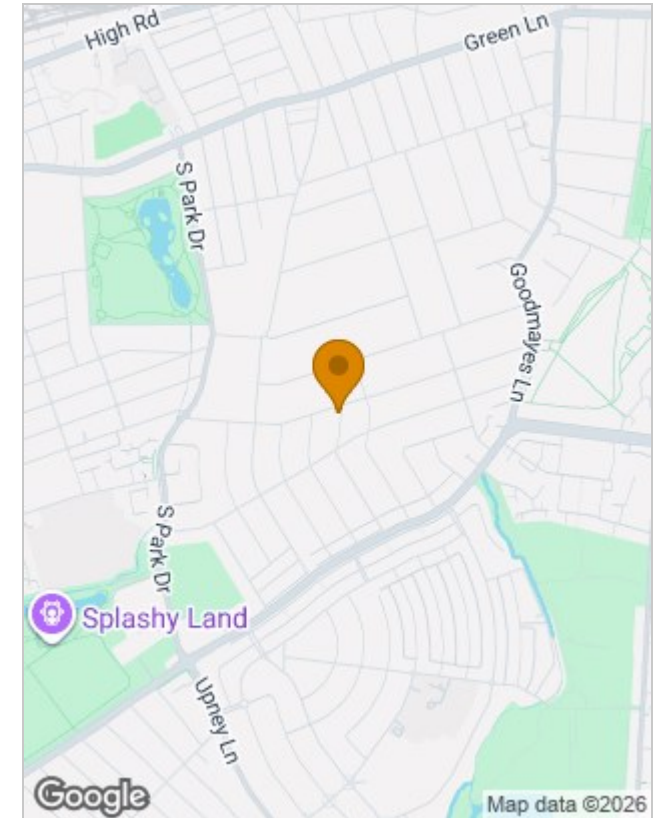 High Rd
Green Ln
S Park Dr
Goodmayes Ln
S Park Dr
Splashy Land
Upney Ln
Google
Map data ©2026